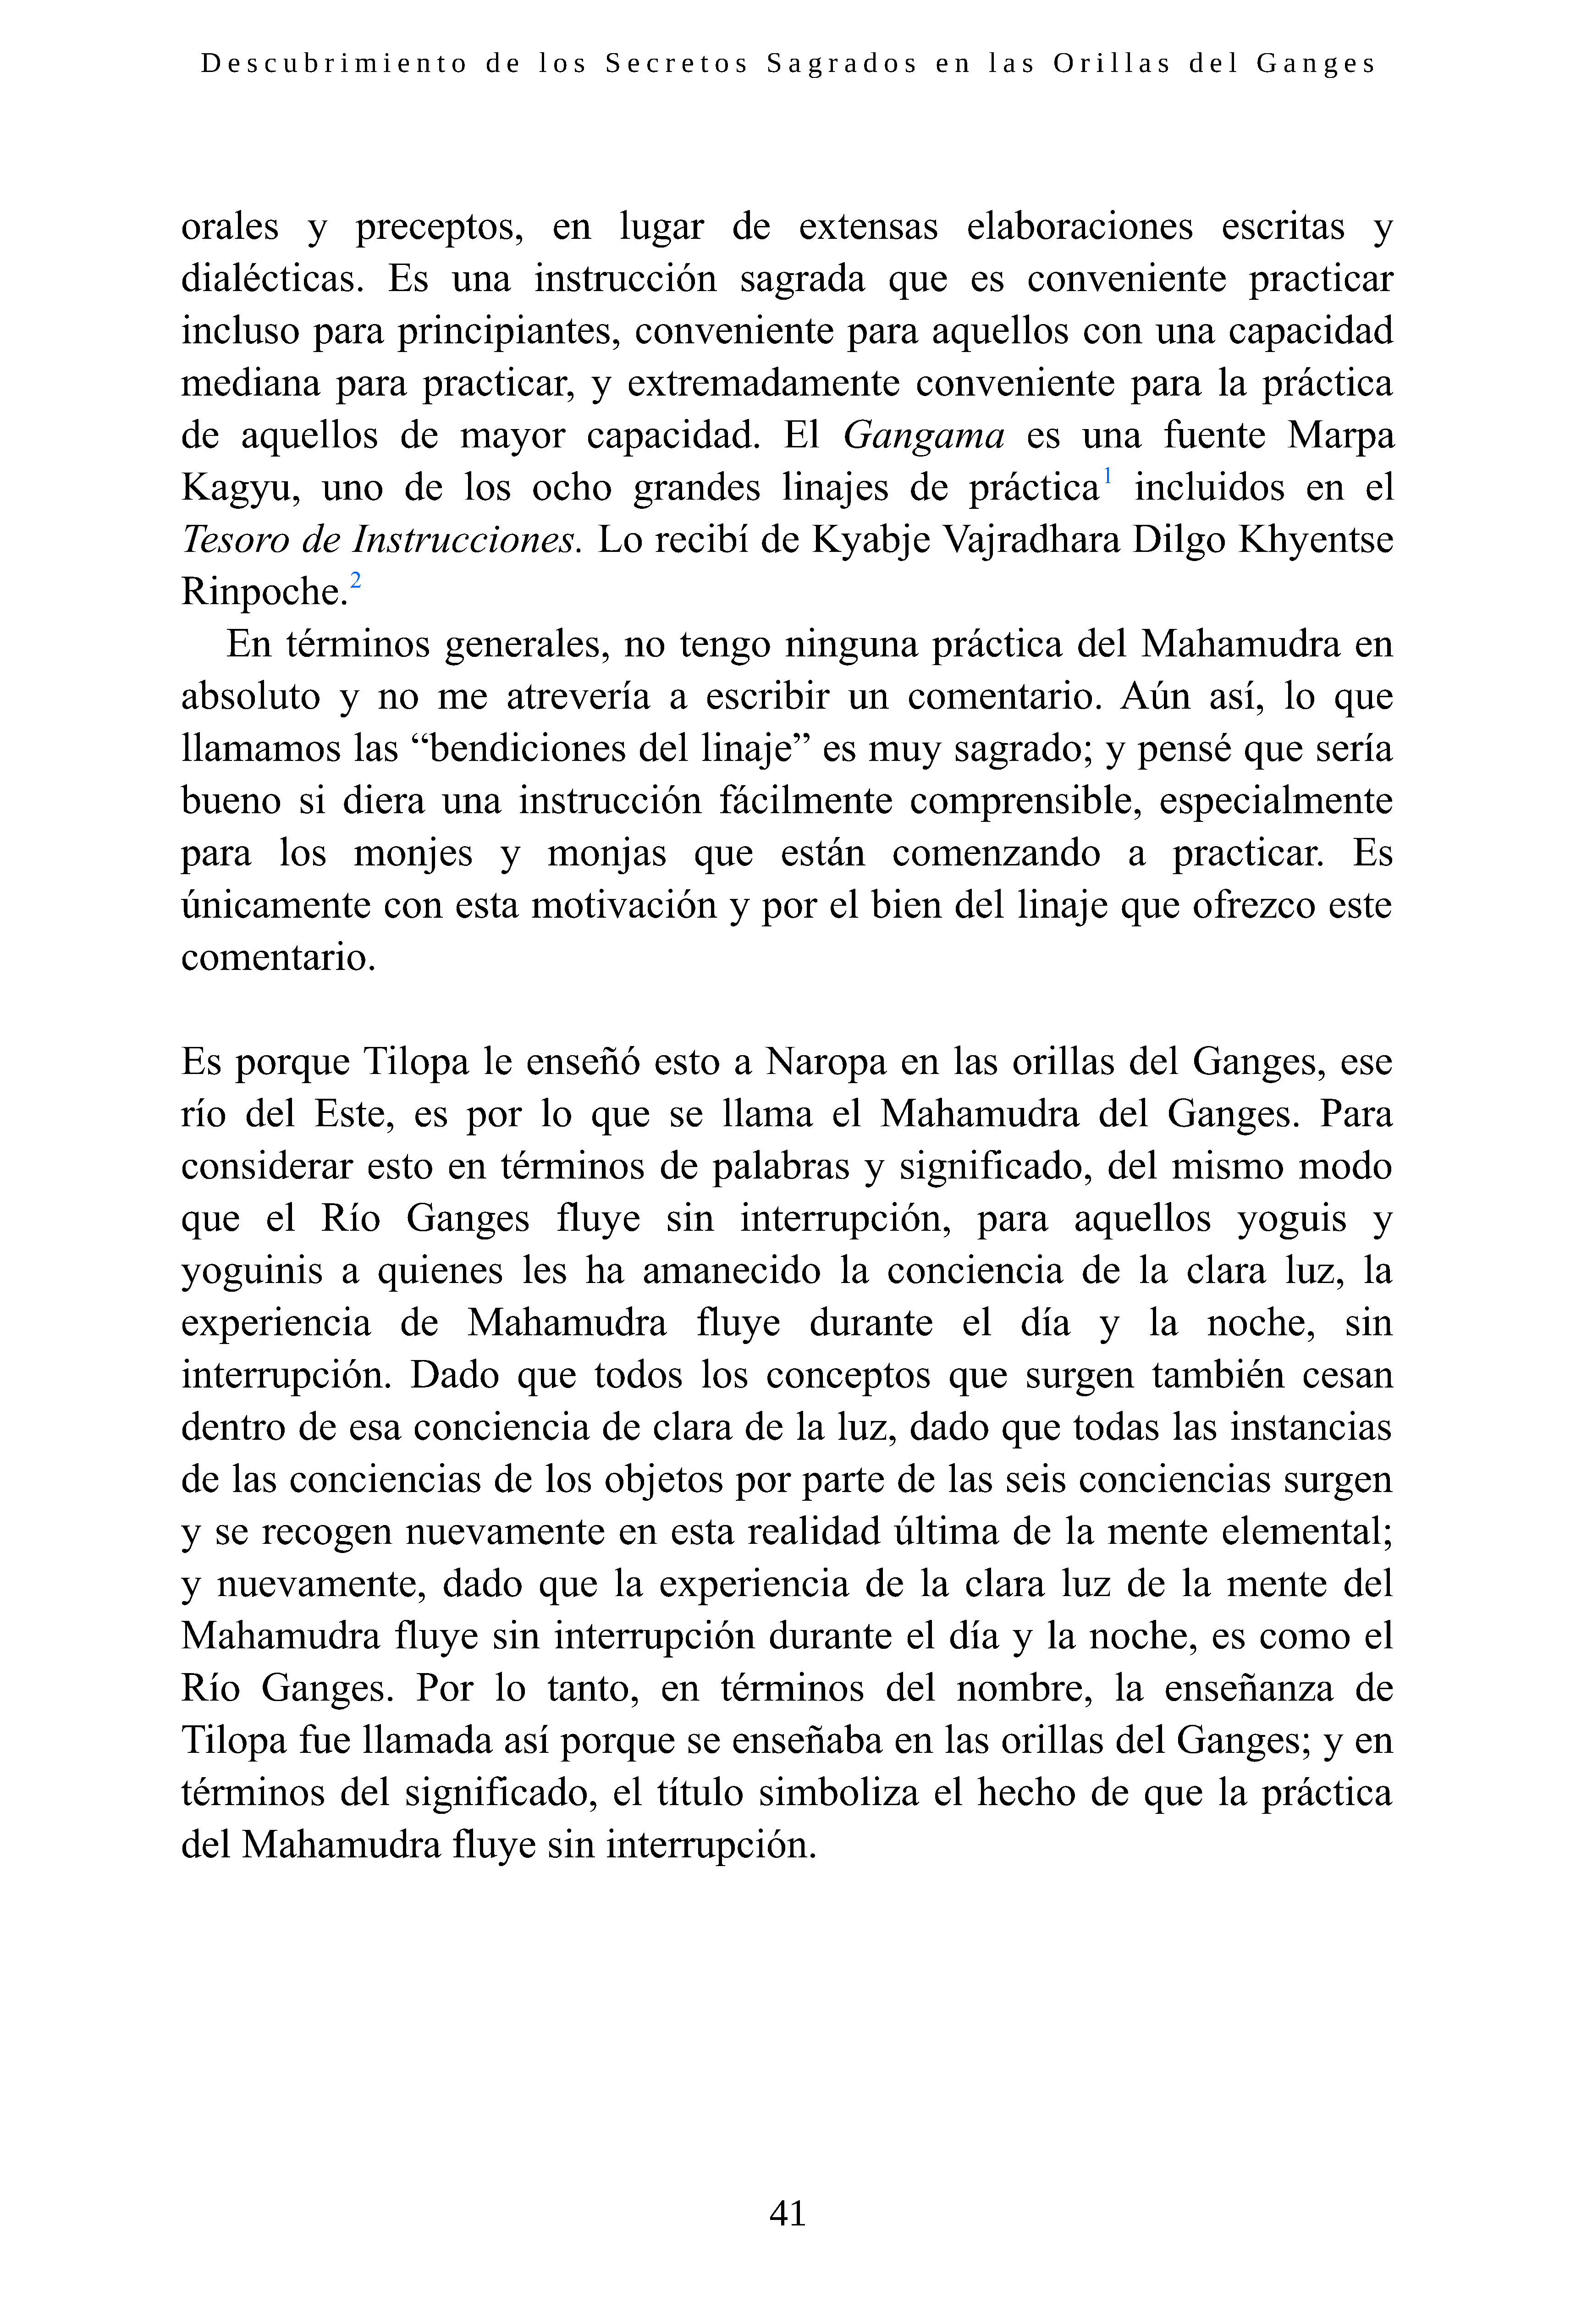 Descubrimiento de los Secretos Sagrados en las Orillas del Ganges
orales y preceptos, en lugar de extensas elaboraciones escritas y
dialécticas. Es una instrucción sagrada que es conveniente practicar
incluso para principiantes, conveniente para aquellos con una capacidad
mediana para practicar, y extremadamente conveniente para la práctica
de aquellos de mayor capacidad. El Gangama es una fuente Marpa
Kagyu, uno de los ocho grandes linajes de práctica1 incluidos en el
Tesoro de Instrucciones. Lo recibí de Kyabje Vajradhara Dilgo Khyentse
Rinpoche.2
En términos generales, no tengo ninguna práctica del Mahamudra en
absoluto y no me atrevería a escribir un comentario. Aún así, lo que
llamamos las “bendiciones del linaje” es muy sagrado; y pensé que sería
bueno si diera una instrucción fácilmente comprensible, especialmente
para los monjes y monjas que están comenzando a practicar. Es
únicamente con esta motivación y por el bien del linaje que ofrezco este
comentario.
Es porque Tilopa le enseñó esto a Naropa en las orillas del Ganges, ese
río del Este, es por lo que se llama el Mahamudra del Ganges. Para
considerar esto en términos de palabras y significado, del mismo modo
que el Río Ganges fluye sin interrupción, para aquellos yoguis y
yoguinis a quienes les ha amanecido la conciencia de la clara luz, la
experiencia de Mahamudra fluye durante el día y la noche, sin
interrupción. Dado que todos los conceptos que surgen también cesan
dentro de esa conciencia de clara de la luz, dado que todas las instancias
de las conciencias de los objetos por parte de las seis conciencias surgen
y se recogen nuevamente en esta realidad última de la mente elemental;
y nuevamente, dado que la experiencia de la clara luz de la mente del
Mahamudra fluye sin interrupción durante el día y la noche, es como el
Río Ganges. Por lo tanto, en términos del nombre, la enseñanza de
Tilopa fue llamada así porque se enseñaba en las orillas del Ganges; y en
términos del significado, el título simboliza el hecho de que la práctica
del Mahamudra fluye sin interrupción.
41